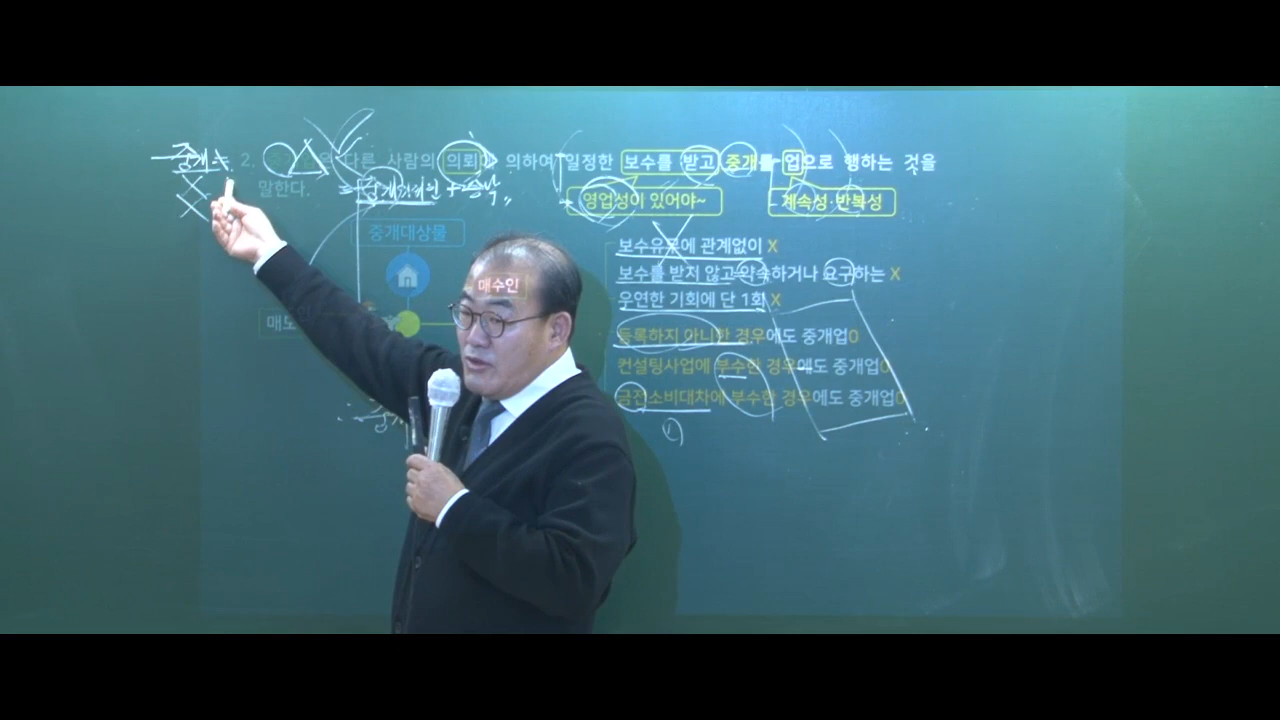 중개는 2. 은 다른 사람의 의뢰에 의하여 일정한 보수를 받고 중개를 업으로 행하는 것을
말한다.
영업성이 있어야~
계속성·반복성
중개대상물
매수인
보수유무에 관계없이 X
보수를 받지 않고 약속하거나 요구하는 X
우연한 기회에 단 1회 X
등록하지 아니한 경우에도 중개업O
컨설팅사업에 부수한 경우에도 중개업O
금전소비대차에 부수한 경우에도 중개업O